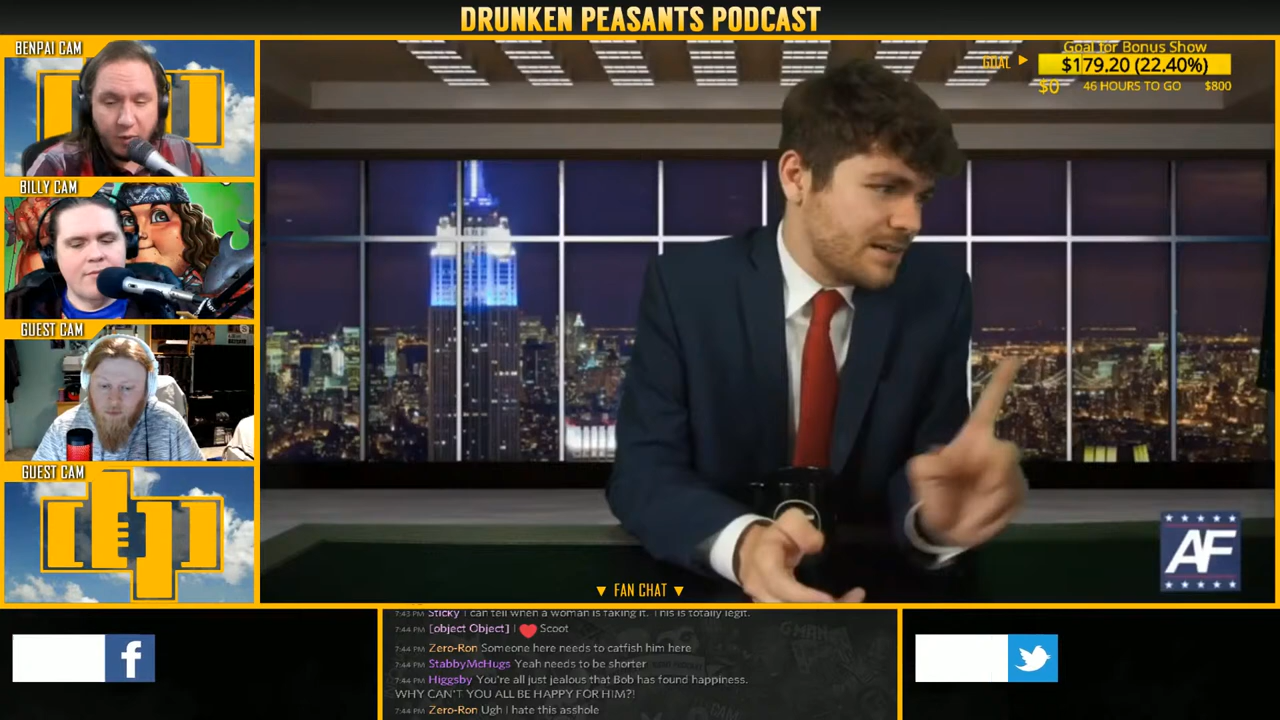 DRUNKEN PEASANTS PODCAST
BENPAI CAM
BILLY CAM
GUEST CAM
GUEST CAM
Goal for Bonus Show
GOAL ▶ $179.20 (22.40%)
$0 46 HOURS TO GO $800
AF
▼ FAN CHAT ▼
7:43 PM Sticky I can tell when a woman is faking it. This is totally legit.
7:44 PM [object Object] I ❤ Scoot
7:44 PM Zero-Ron Someone here needs to catfish him here
7:44 PM StabbyMcHugs Yeah needs to be shorter
7:44 PM Higgsby You're all just jealous that Bob has found happiness.
WHY CAN'T YOU ALL BE HAPPY FOR HIM?!
7:44 PM Zero-Ron Ugh I hate this asshole
f